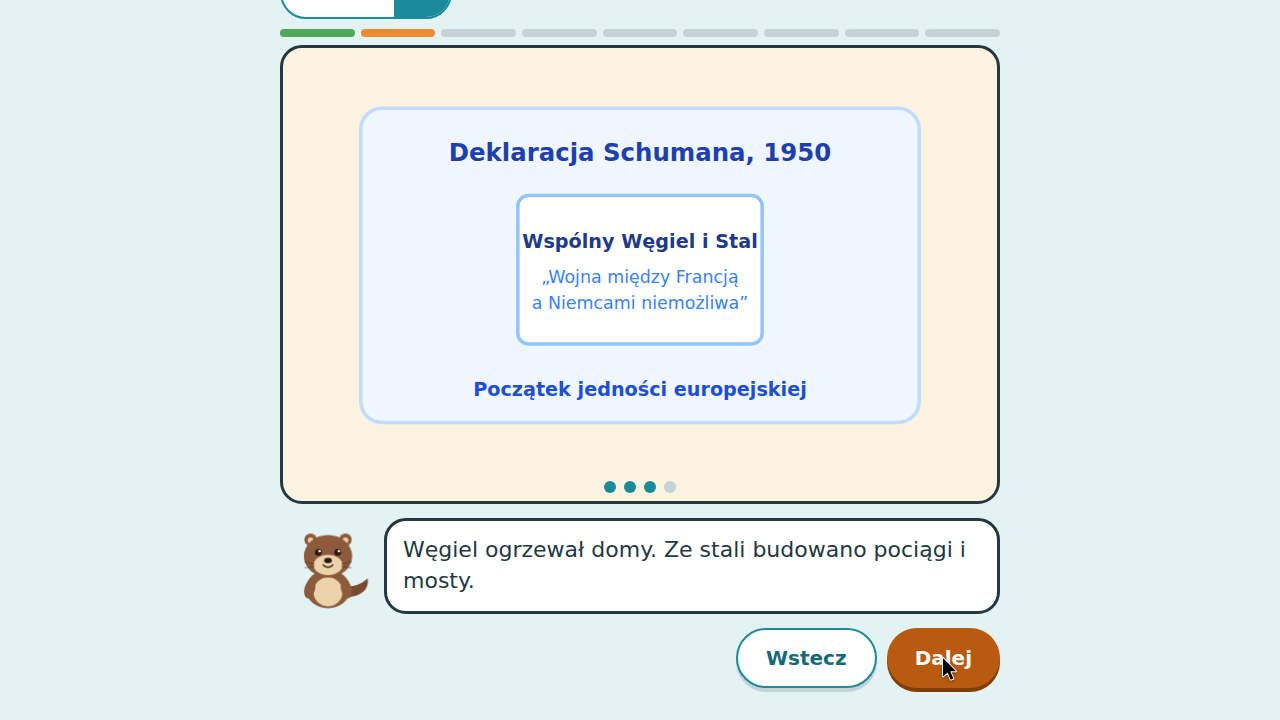 Deklaracja Schumana, 1950
Wspólny Węgiel i Stal
„Wojna między Francją
a Niemcami niemożliwa”
Początek jedności europejskiej
Węgiel ogrzewał domy. Ze stali budowano pociągi i
mosty.
Wstecz
Dalej